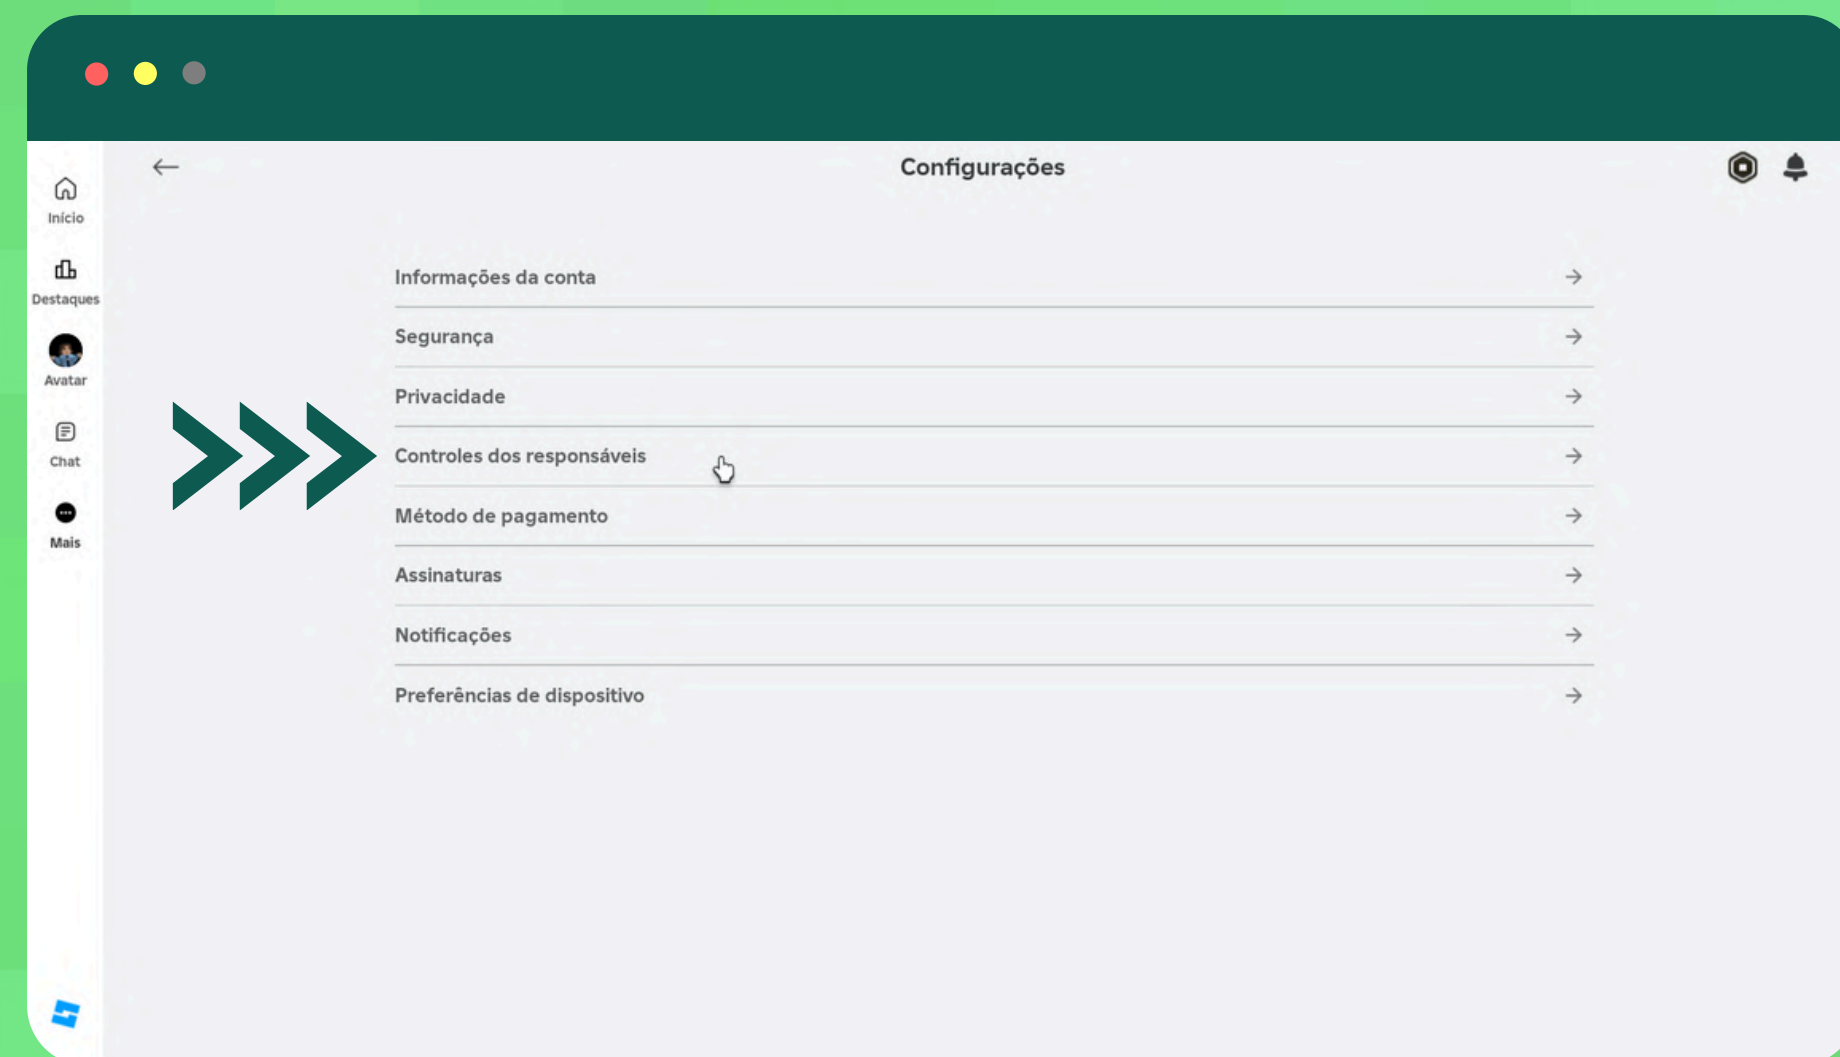 Configurações
Início
Destaques
Avatar
Chat
Mais
Informações da conta
Segurança
Privacidade
Controles dos responsáveis
Método de pagamento
Assinaturas
Notificações
Preferências de dispositivo